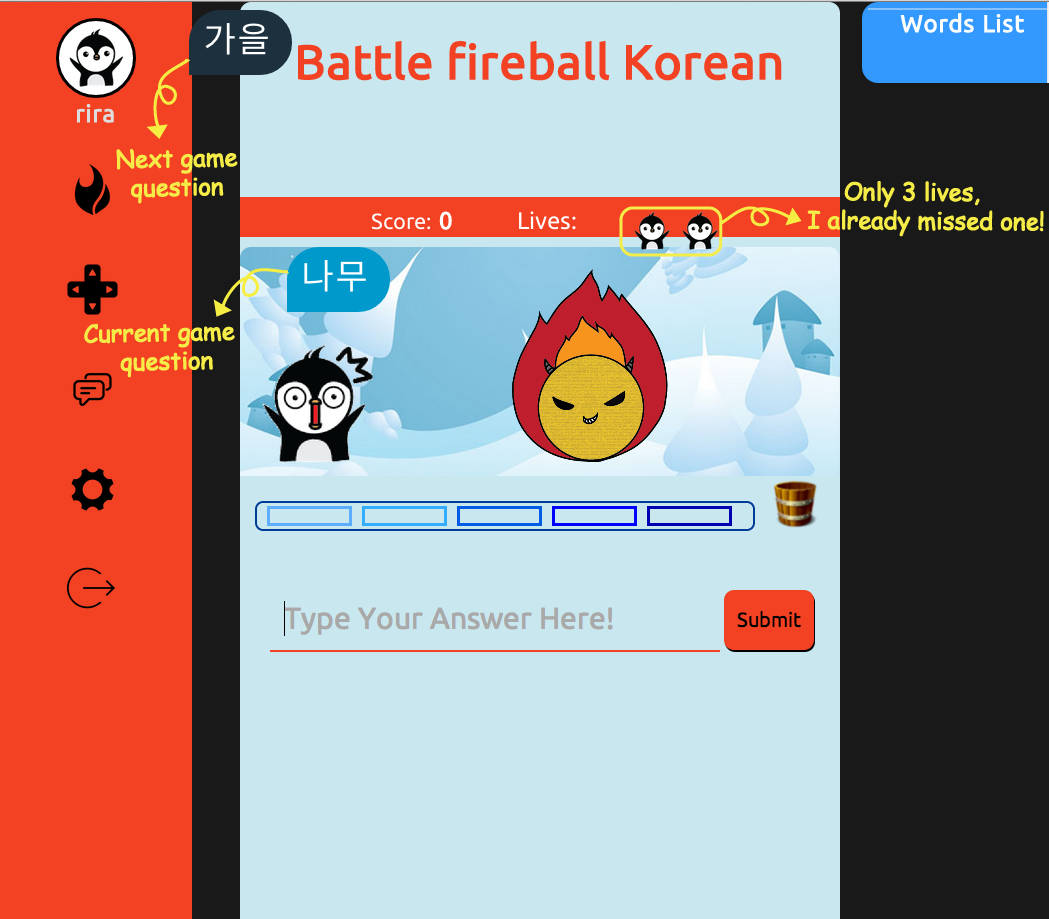 가을
Battle fireball Korean
Words List
rira
Next game
question
Score: 0
Lives:
Only 3 lives,
I already missed one!
나무
Current game
question
Type Your Answer Here!
Submit